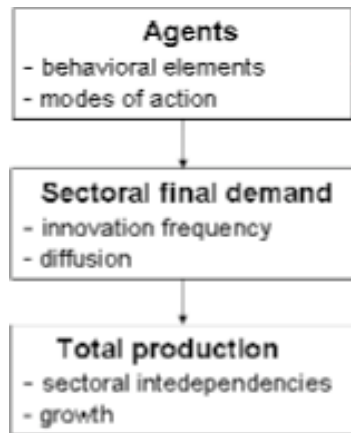 Agents
- behavioral elements
- modes of action
Sectoral final demand
- innovation frequency
- diffusion
Total production
- sectoral intedependencies
- growth